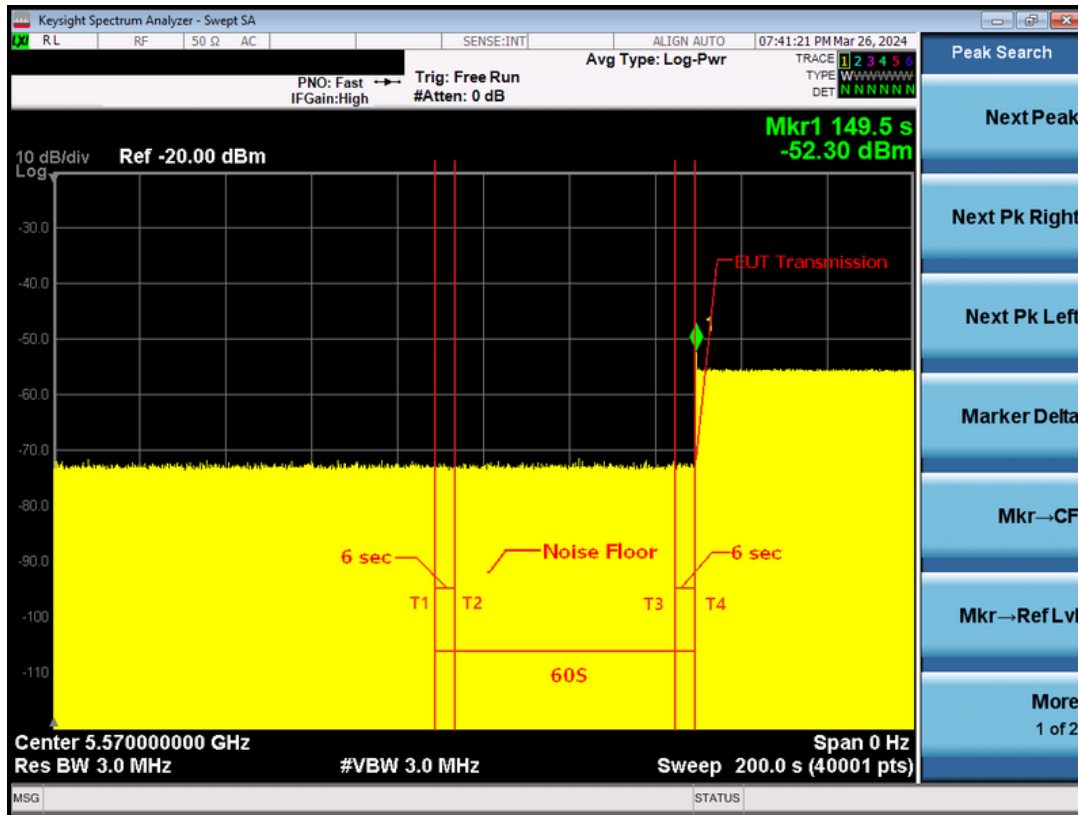 Keysight Spectrum Analyzer - Swept SA
LXI RL RF 50 Ω AC SENSE:INT ALIGN AUTO 07:41:21 PM Mar 26, 2024
PNO: Fast
IFGain:High
Trig: Free Run
#Atten: 0 dB
Avg Type: Log-Pwr
TRACE 1 2 3 4 5 6
TYPE WWWWWWW
DET N N N N N N
Mkr1 149.5 s
-52.30 dBm
10 dB/div Ref -20.00 dBm
Log
-30.0
-40.0
-50.0
-60.0
-70.0
-80.0
-90.0
-100
-110
EUT Transmission
1
6 sec
Noise Floor
6 sec
T1 T2 T3 T4
60S
Center 5.570000000 GHz Span 0 Hz
Res BW 3.0 MHz #VBW 3.0 MHz Sweep 200.0 s (40001 pts)
MSG STATUS
Peak Search
Next Peak
Next Pk Right
Next Pk Left
Marker Delta
Mkr→CF
Mkr→Ref Lvl
More
1 of 2